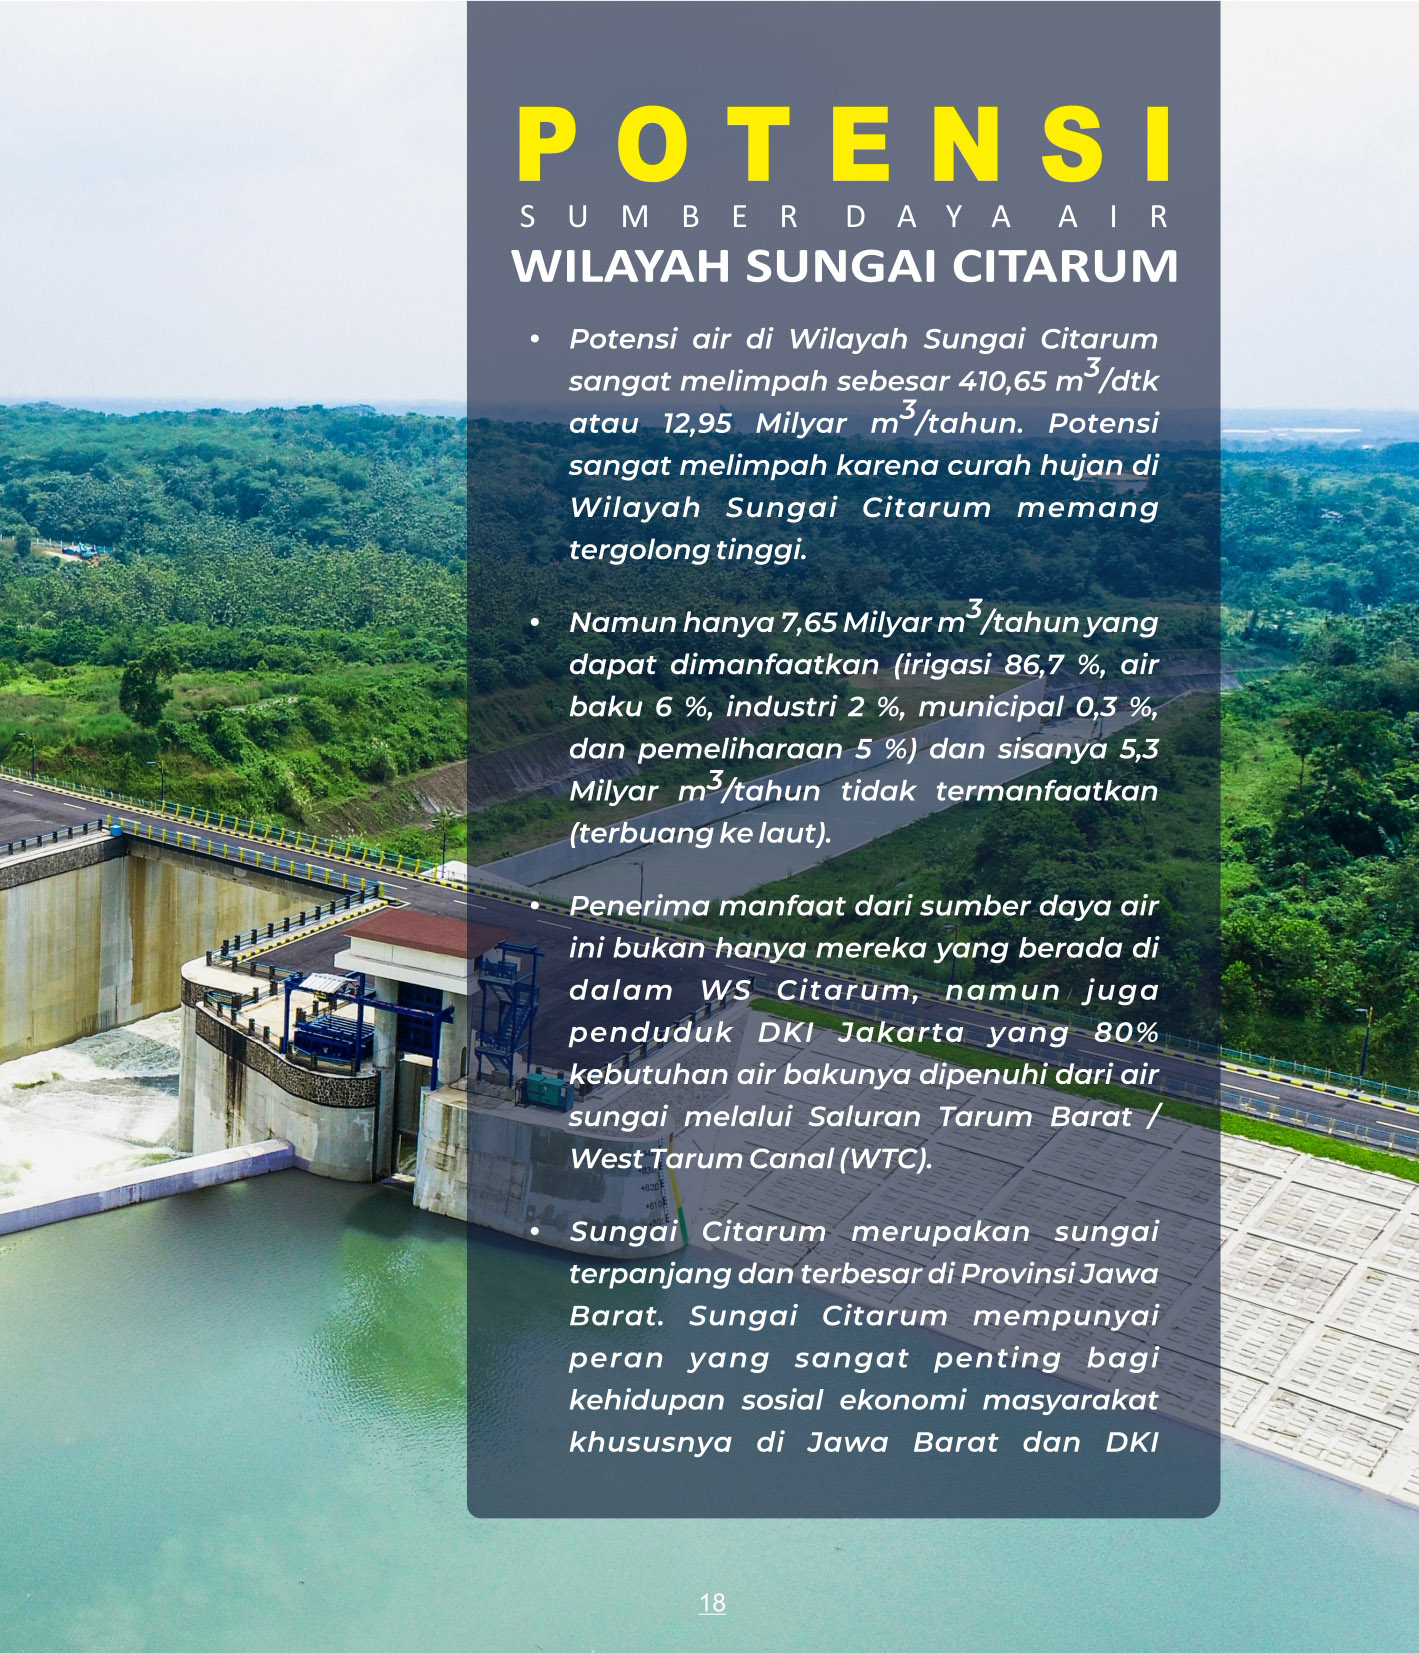 POTENSI
SUMBER DAYA AIR
WILAYAH SUNGAI CITARUM
• Potensi air di Wilayah Sungai Citarum
sangat melimpah sebesar 410,65 m³/dtk
atau 12,95 Milyar m³/tahun. Potensi
sangat melimpah karena curah hujan di
Wilayah Sungai Citarum memang
tergolong tinggi.
• Namun hanya 7,65 Milyar m³/tahun yang
dapat dimanfaatkan (irigasi 86,7 %, air
baku 6 %, industri 2 %, municipal 0,3 %,
dan pemeliharaan 5 %) dan sisanya 5,3
Milyar m³/tahun tidak termanfaatkan
(terbuang ke laut).
• Penerima manfaat dari sumber daya air
ini bukan hanya mereka yang berada di
dalam WS Citarum, namun juga
penduduk DKI Jakarta yang 80%
kebutuhan air bakunya dipenuhi dari air
sungai melalui Saluran Tarum Barat /
West Tarum Canal (WTC).
• Sungai Citarum merupakan sungai
terpanjang dan terbesar di Provinsi Jawa
Barat. Sungai Citarum mempunyai
peran yang sangat penting bagi
kehidupan sosial ekonomi masyarakat
khususnya di Jawa Barat dan DKI
18